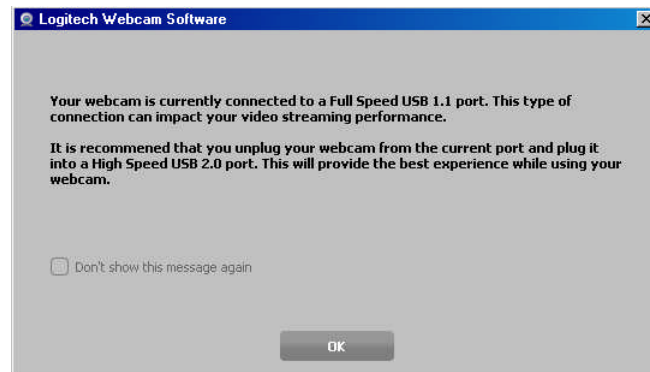 Logitech Webcam Software
Your webcam is currently connected to a Full Speed USB 1.1 port. This type of
connection can impact your video streaming performance.
It is recommened that you unplug your webcam from the current port and plug it
into a High Speed USB 2.0 port. This will provide the best experience while using your
webcam.
Don't show this message again
OK